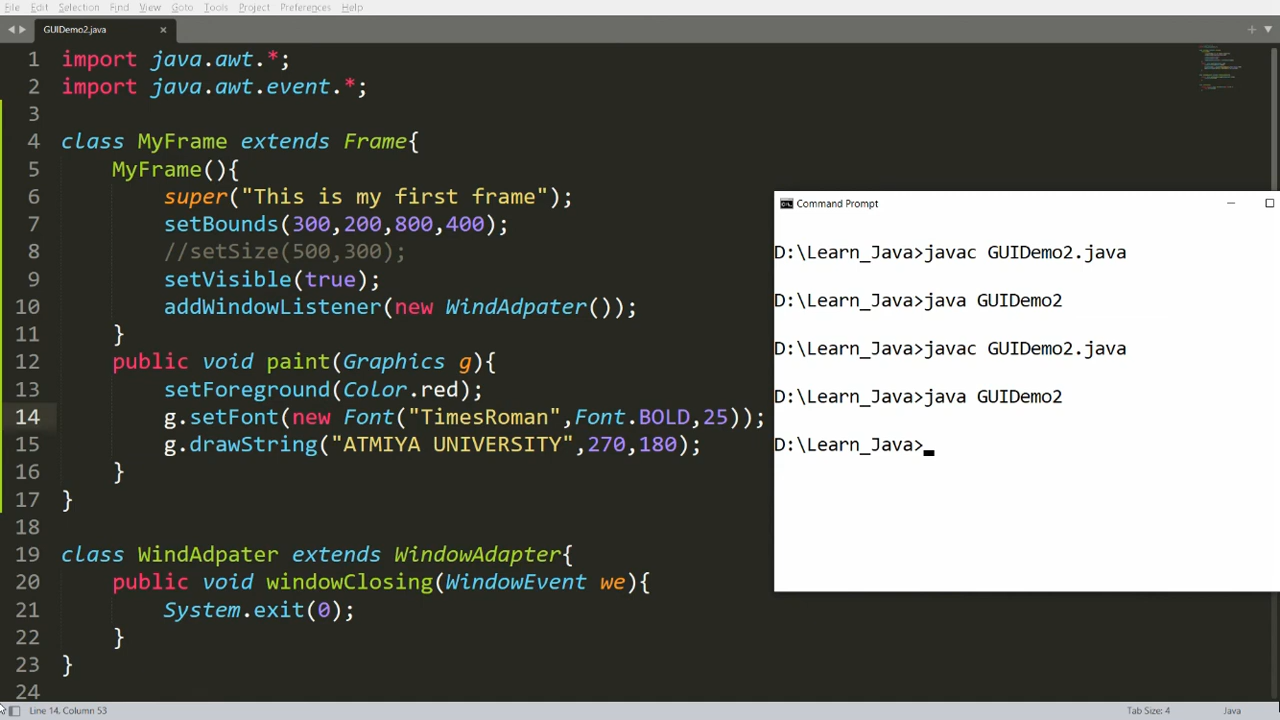 File Edit Selection Find View Goto Tools Project Preferences Help
GUIDemo2.java
1 import java.awt.*;
2 import java.awt.event.*;
3
4 class MyFrame extends Frame{
5 MyFrame(){
6 super("This is my first frame");
7 setBounds(300,200,800,400);
8 //setSize(500,300);
9 setVisible(true);
10 addWindowListener(new WindAdpater());
11 }
12 public void paint(Graphics g){
13 setForeground(Color.red);
14 g.setFont(new Font("TimesRoman",Font.BOLD,25));
15 g.drawString("ATMIYA UNIVERSITY",270,180);
16 }
17 }
18
19 class WindAdpater extends WindowAdapter{
20 public void windowClosing(WindowEvent we){
21 System.exit(0);
22 }
23 }
24
Command Prompt
D:\Learn_Java>javac GUIDemo2.java
D:\Learn_Java>java GUIDemo2
D:\Learn_Java>javac GUIDemo2.java
D:\Learn_Java>java GUIDemo2
D:\Learn_Java>
Line 14, Column 53
Tab Size: 4
Java